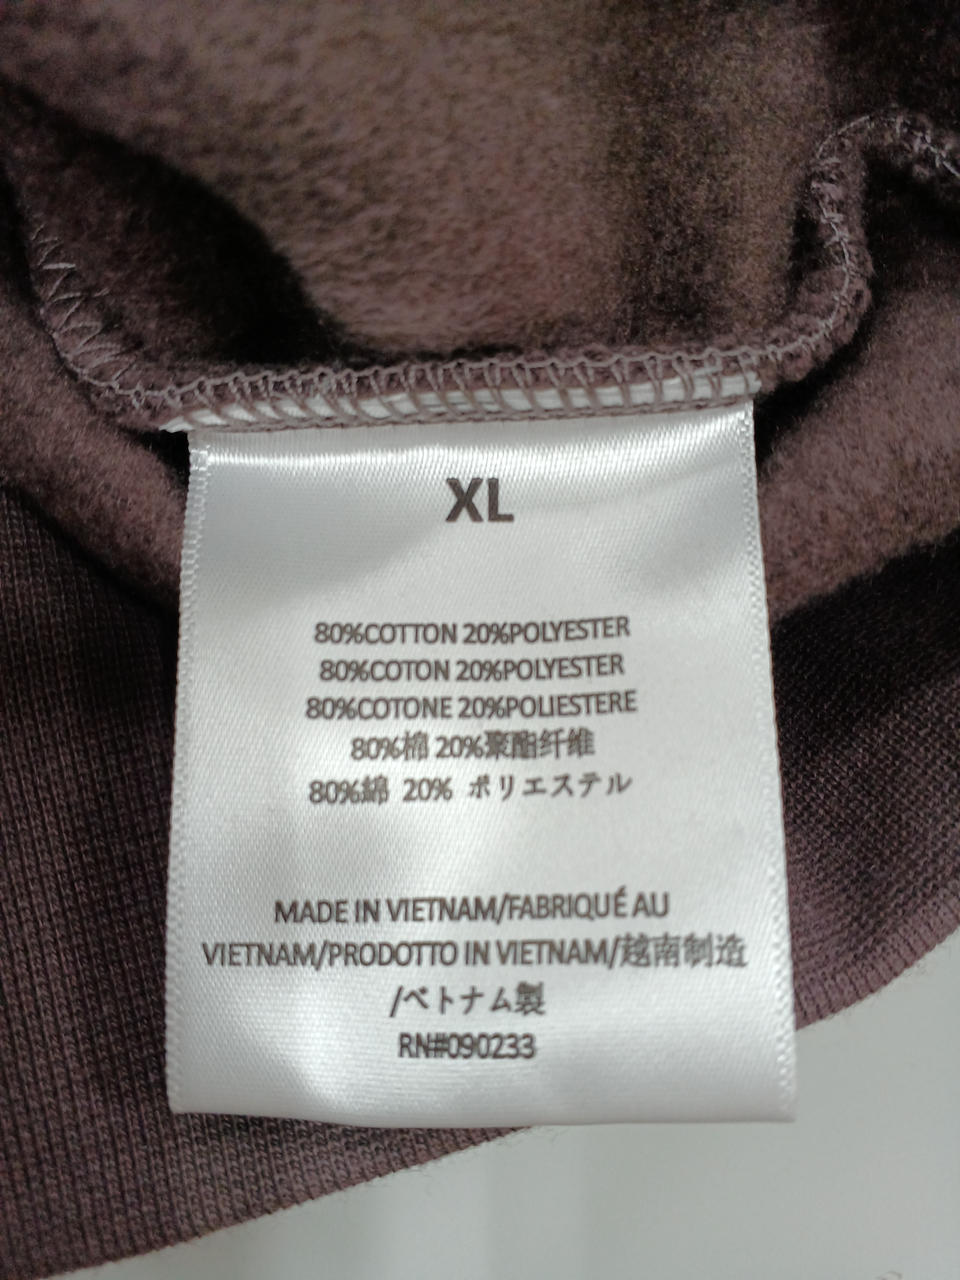 XL
80%COTTON 20%POLYESTER
80%COTON 20%POLYESTER
80%COTONE 20%POLIESTERE
80%棉 20%聚酯纤维
80%綿 20% ポリエステル
MADE IN VIETNAM/FABRIQUÉ AU
VIETNAM/PRODOTTO IN VIETNAM/越南制造
/ベトナム製
RN#090233